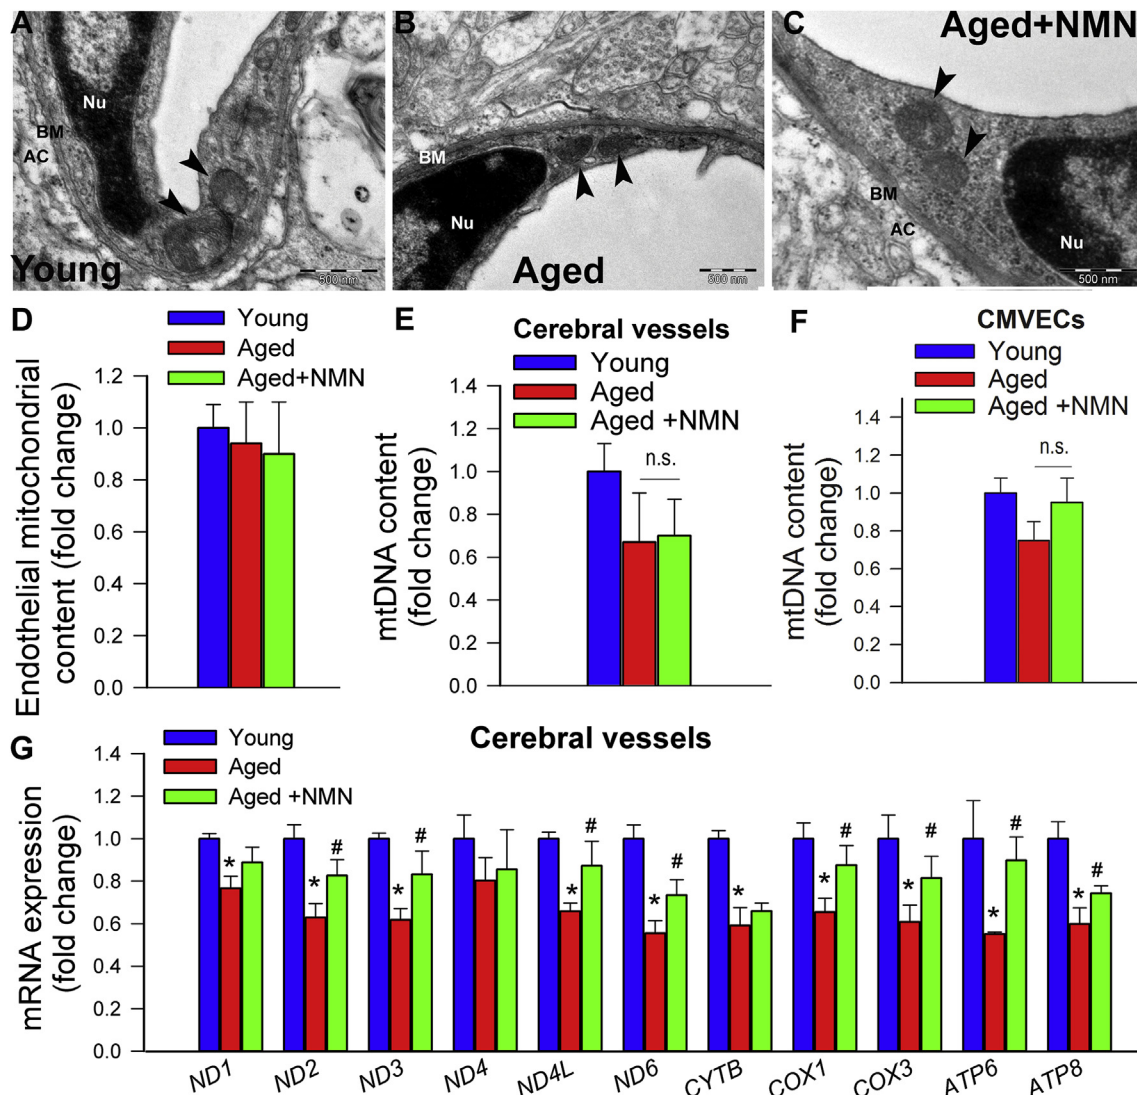 A
Nu
BM
AC
Young
500 nm
B
BM
Nu
Aged
500 nm
C
Aged+NMN
BM
AC
Nu
500 nm
D
Young
Aged
Aged+NMN
Endothelial mitochondrial
content (fold change)
1.2
1.0
0.8
0.6
0.4
0.2
0.0
E
Cerebral vessels
Young
Aged
Aged +NMN
mtDNA content
(fold change)
1.4
1.2
1.0
0.8
0.6
0.4
0.2
0.0
n.s.
F
CMVECs
Young
Aged
Aged +NMN
mtDNA content
(fold change)
1.4
1.2
1.0
0.8
0.6
0.4
0.2
0.0
n.s.
G
Cerebral vessels
Young
Aged
Aged +NMN
mRNA expression
(fold change)
1.4
1.2
1.0
0.8
0.6
0.4
0.2
0.0
*
* #
* #
* #
* #
*
* #
* #
* #
* #
ND1 ND2 ND3 ND4 ND4L ND6 CYTB COX1 COX3 ATP6 ATP8